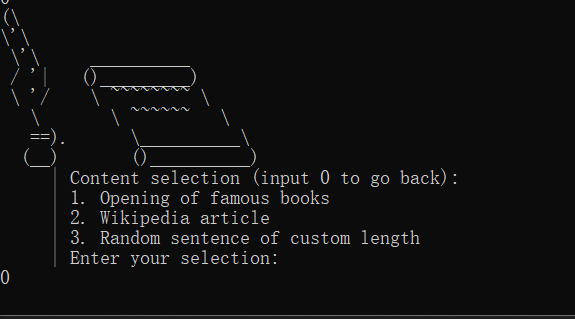 Content selection (input 0 to go back):
1. Opening of famous books
2. Wikipedia article
3. Random sentence of custom length
Enter your selection:
0